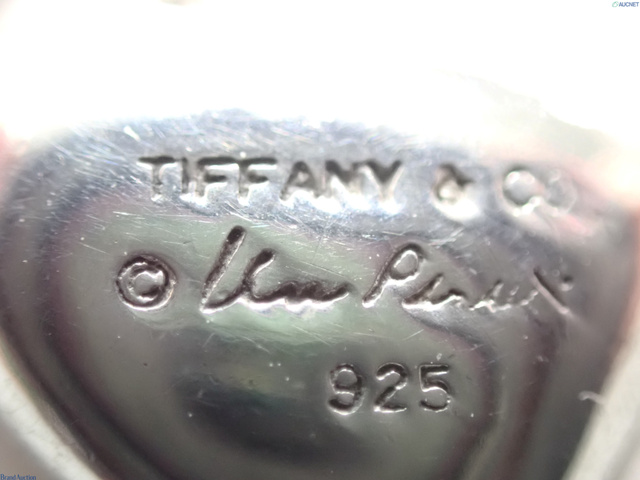 AUCNET
TIFFANY & CO
© Elsa Peretti
925
Brand Auction